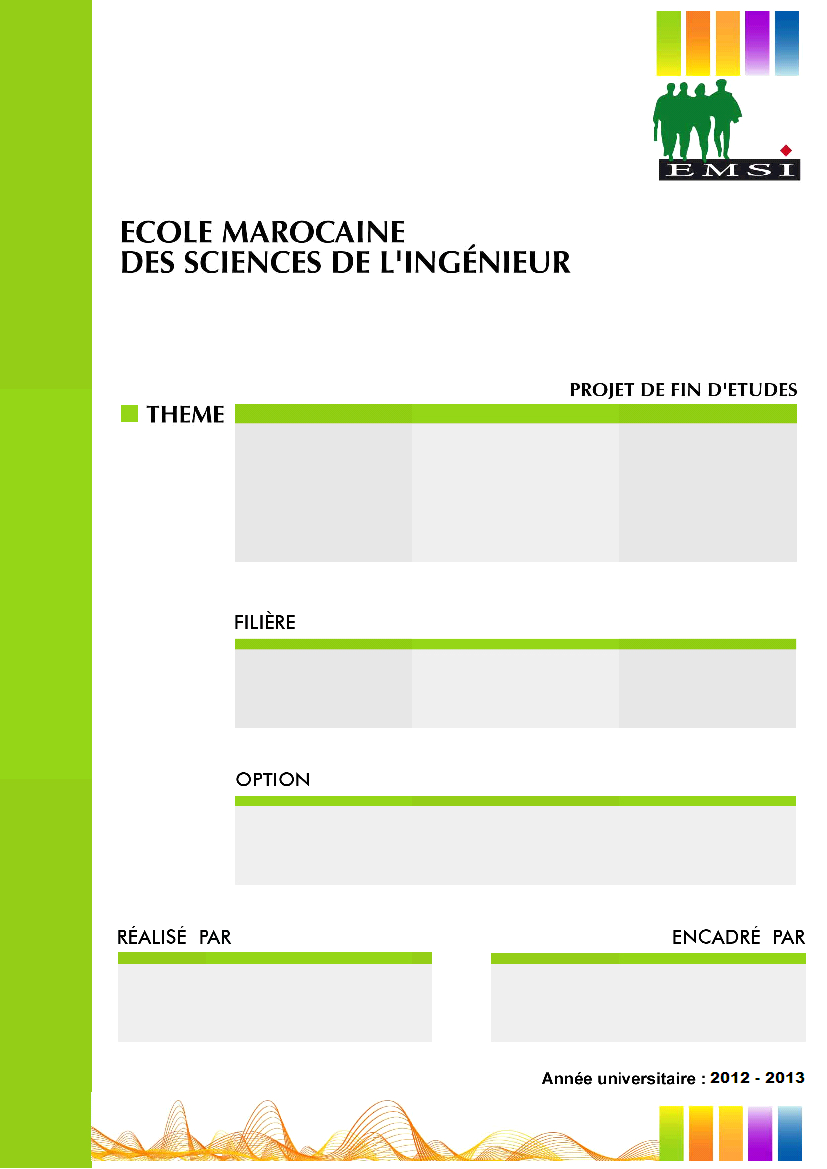 EMSI
ECOLE MAROCAINE
DES SCIENCES DE L'INGÉNIEUR
PROJET DE FIN D'ETUDES
THEME
FILIÈRE
OPTION
RÉALISÉ PAR
ENCADRÉ PAR
Année universitaire : 2012 - 2013